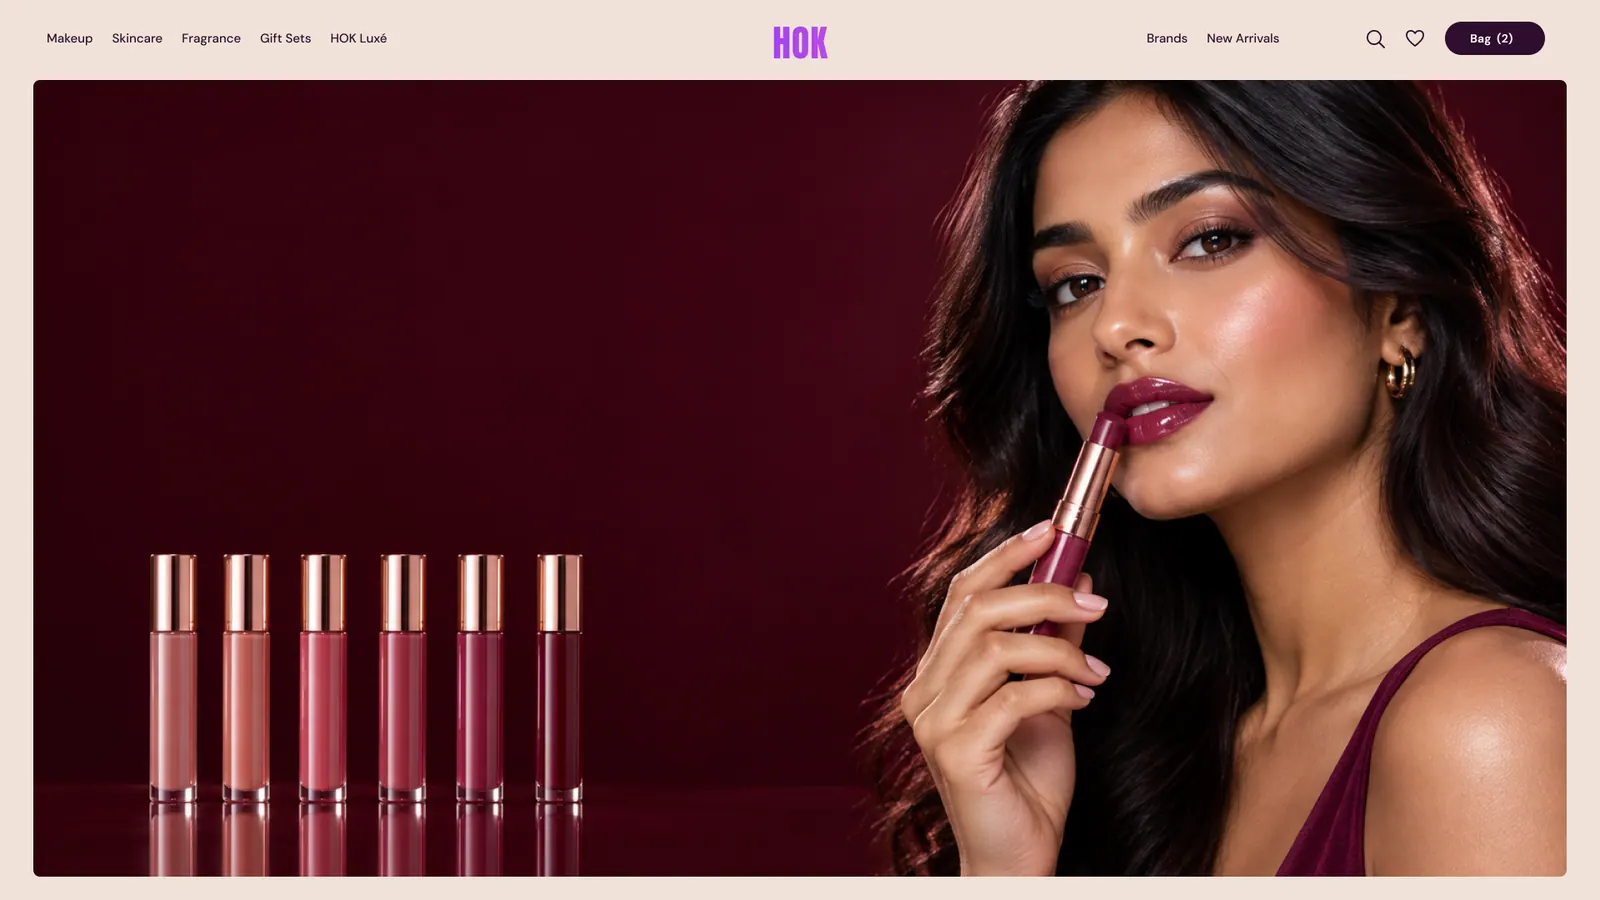 Makeup Skincare Fragrance Gift Sets HOK Luxé
HOK
Brands New Arrivals
Bag (2)